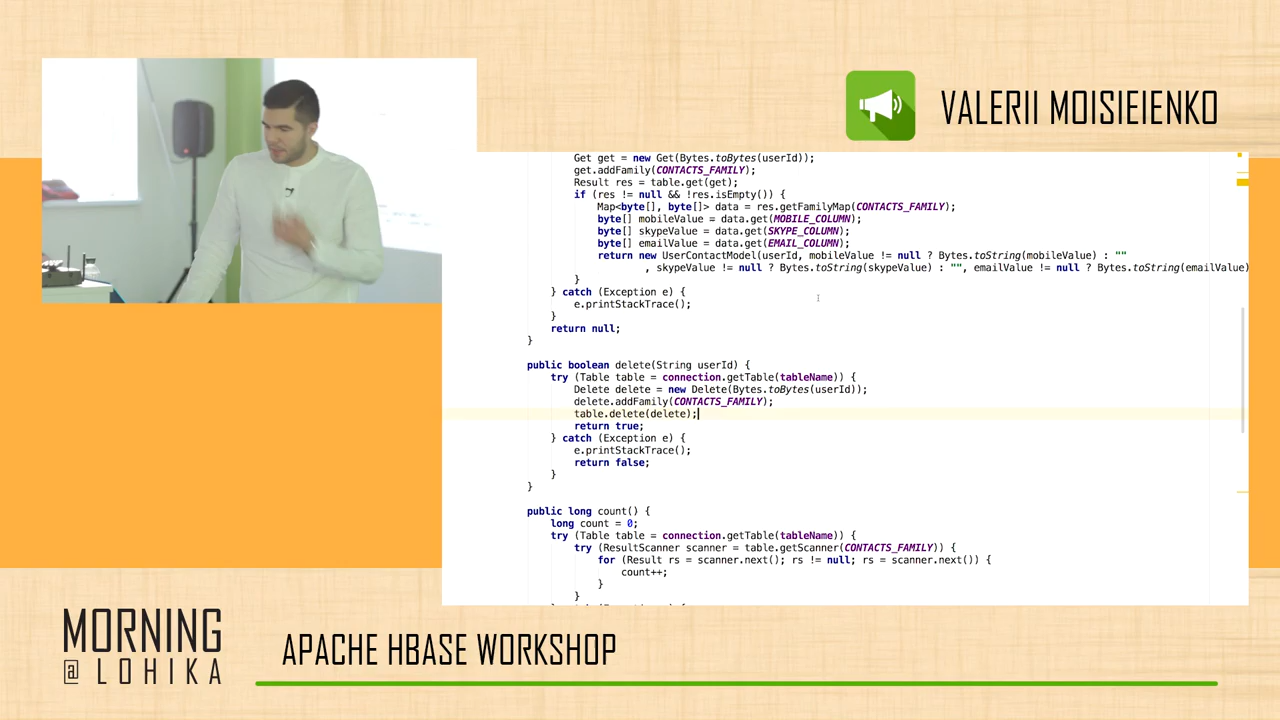 VALERII MOISIEIENKO
Get get = new Get(Bytes.toBytes(userId));
get.addFamily(CONTACTS_FAMILY);
Result res = table.get(get);
if (res != null && !res.isEmpty()) {
Map<byte[], byte[]> data = res.getFamilyMap(CONTACTS_FAMILY);
byte[] mobileValue = data.get(MOBILE_COLUMN);
byte[] skypeValue = data.get(SKYPE_COLUMN);
byte[] emailValue = data.get(EMAIL_COLUMN);
return new UserContactModel(userId, mobileValue != null ? Bytes.toString(mobileValue) : ""
, skypeValue != null ? Bytes.toString(skypeValue) : "", emailValue != null ? Bytes.toString(emailValue)
}
} catch (Exception e) {
e.printStackTrace();
}
return null;
}
public boolean delete(String userId) {
try (Table table = connection.getTable(tableName)) {
Delete delete = new Delete(Bytes.toBytes(userId));
delete.addFamily(CONTACTS_FAMILY);
table.delete(delete);
return true;
} catch (Exception e) {
e.printStackTrace();
return false;
}
}
public long count() {
long count = 0;
try (Table table = connection.getTable(tableName)) {
try (ResultScanner scanner = table.getScanner(CONTACTS_FAMILY)) {
for (Result rs = scanner.next(); rs != null; rs = scanner.next()) {
count++;
}
}
MORNING
@ LOHIKA
APACHE HBASE WORKSHOP